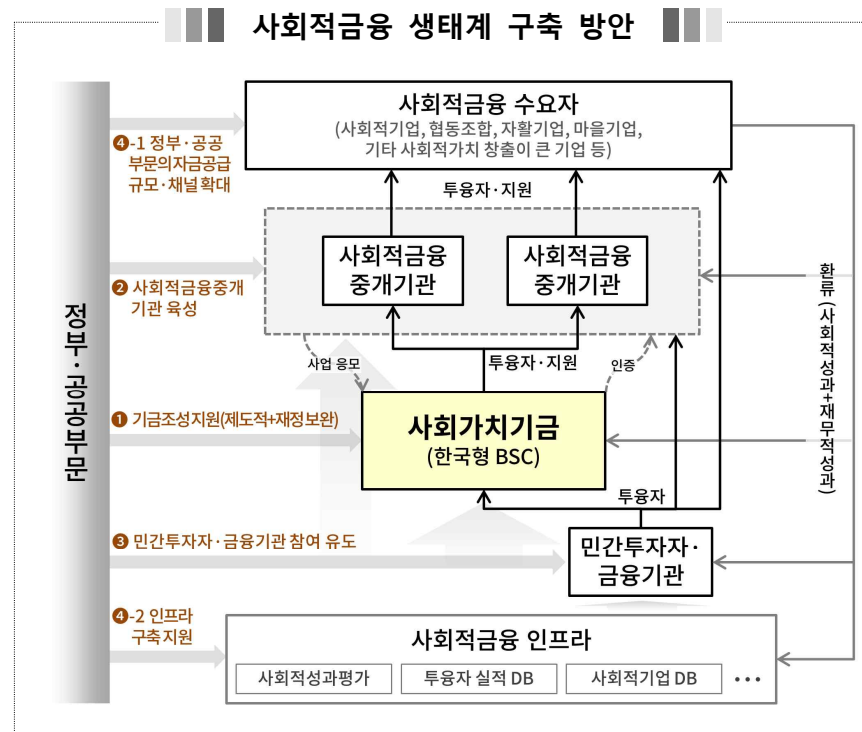 사회적금융 생태계 구축 방안
사회적금융 수요자
(사회적기업, 협동조합, 자활기업, 마을기업,
기타 사회적가치 창출이 큰 기업 등)
❹-1 정부·공공
부문의자금공급
규모·채널 확대
투융자·지원
사회적금융
중개기관
사회적금융
중개기관
❷ 사회적금융중개
기관 육성
환류 (사회적성과+재무적성과)
정부·공공부문
사업 응모
투융자·지원
인증
❶ 기금조성지원(제도적+재정보완)
사회가치기금
(한국형 BSC)
투융자
❸ 민간투자자·금융기관 참여 유도
민간투자자·
금융기관
❹-2 인프라
구축지원
사회적금융 인프라
사회적성과평가
투융자 실적 DB
사회적기업 DB
•••